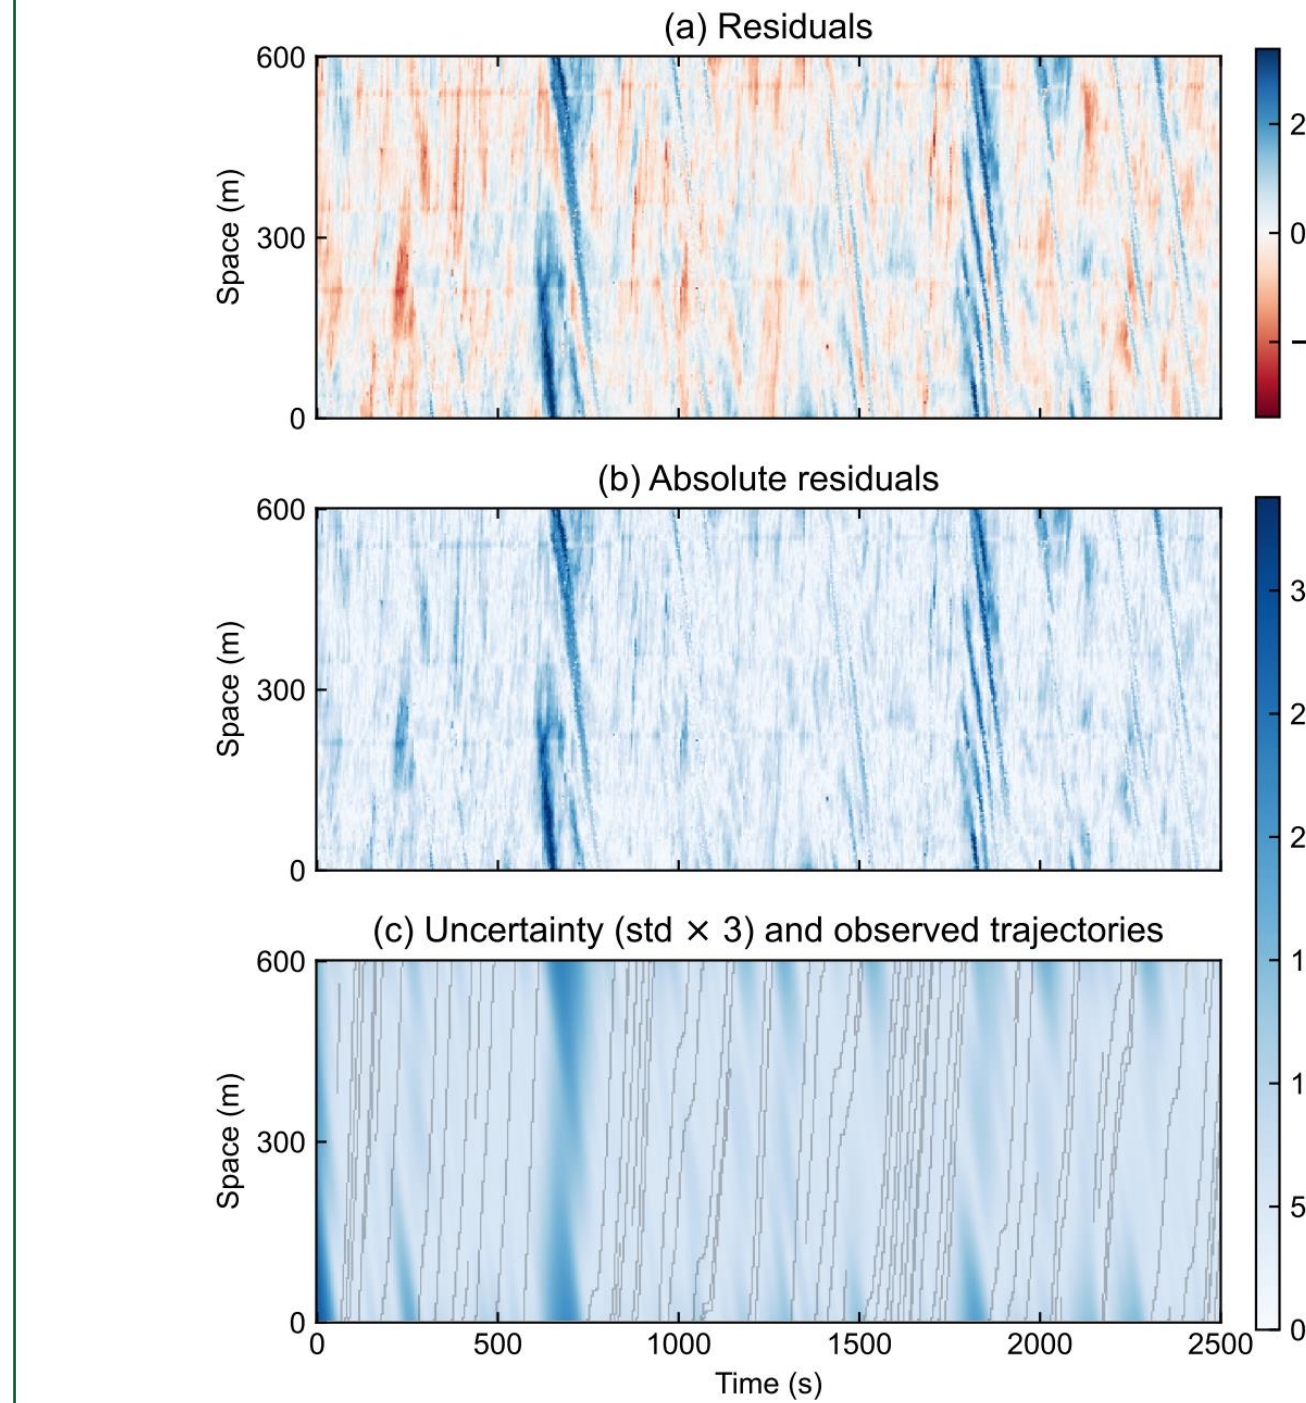 (a) Residuals
600
300
0
Space (m)
2
0
(b) Absolute residuals
600
300
0
Space (m)
3
2
2
1
1
5
0
(c) Uncertainty (std × 3) and observed trajectories
600
300
0
Space (m)
0 500 1000 1500 2000 2500
Time (s)